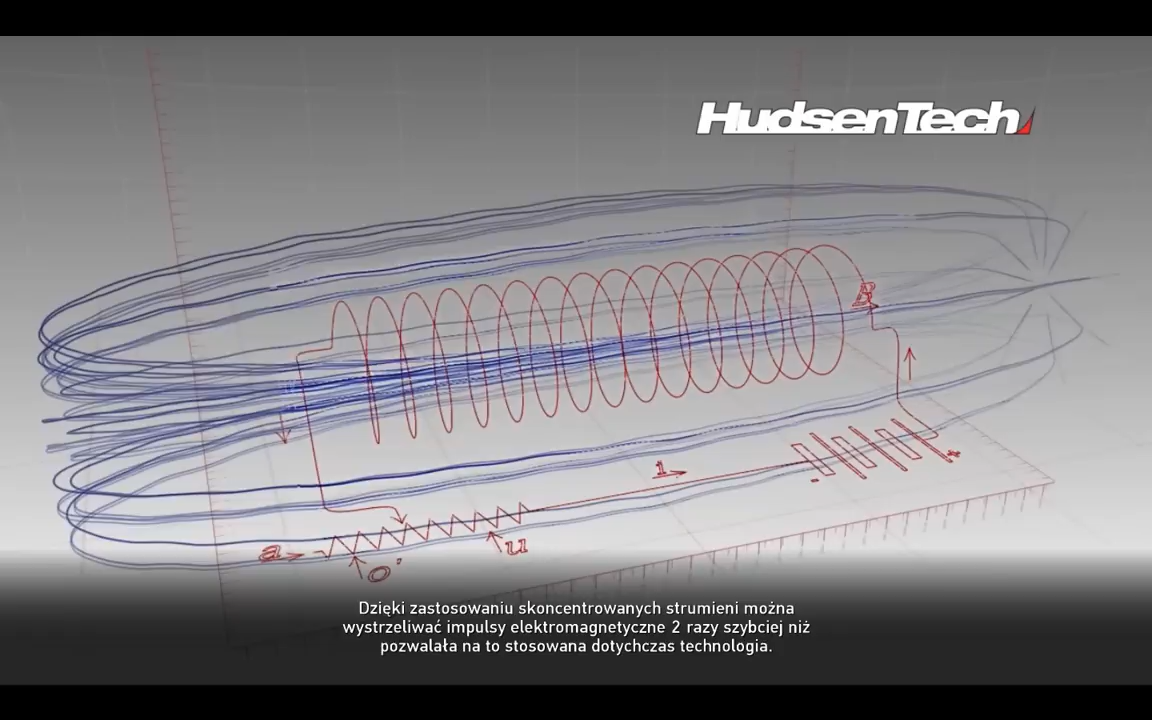 HudsenTech
A
1
a
u
o
Dzięki zastosowaniu skoncentrowanych strumieni można
wystrzeliwać impulsy elektromagnetyczne 2 razy szybciej niż
pozwalała na to stosowana dotychczas technologia.